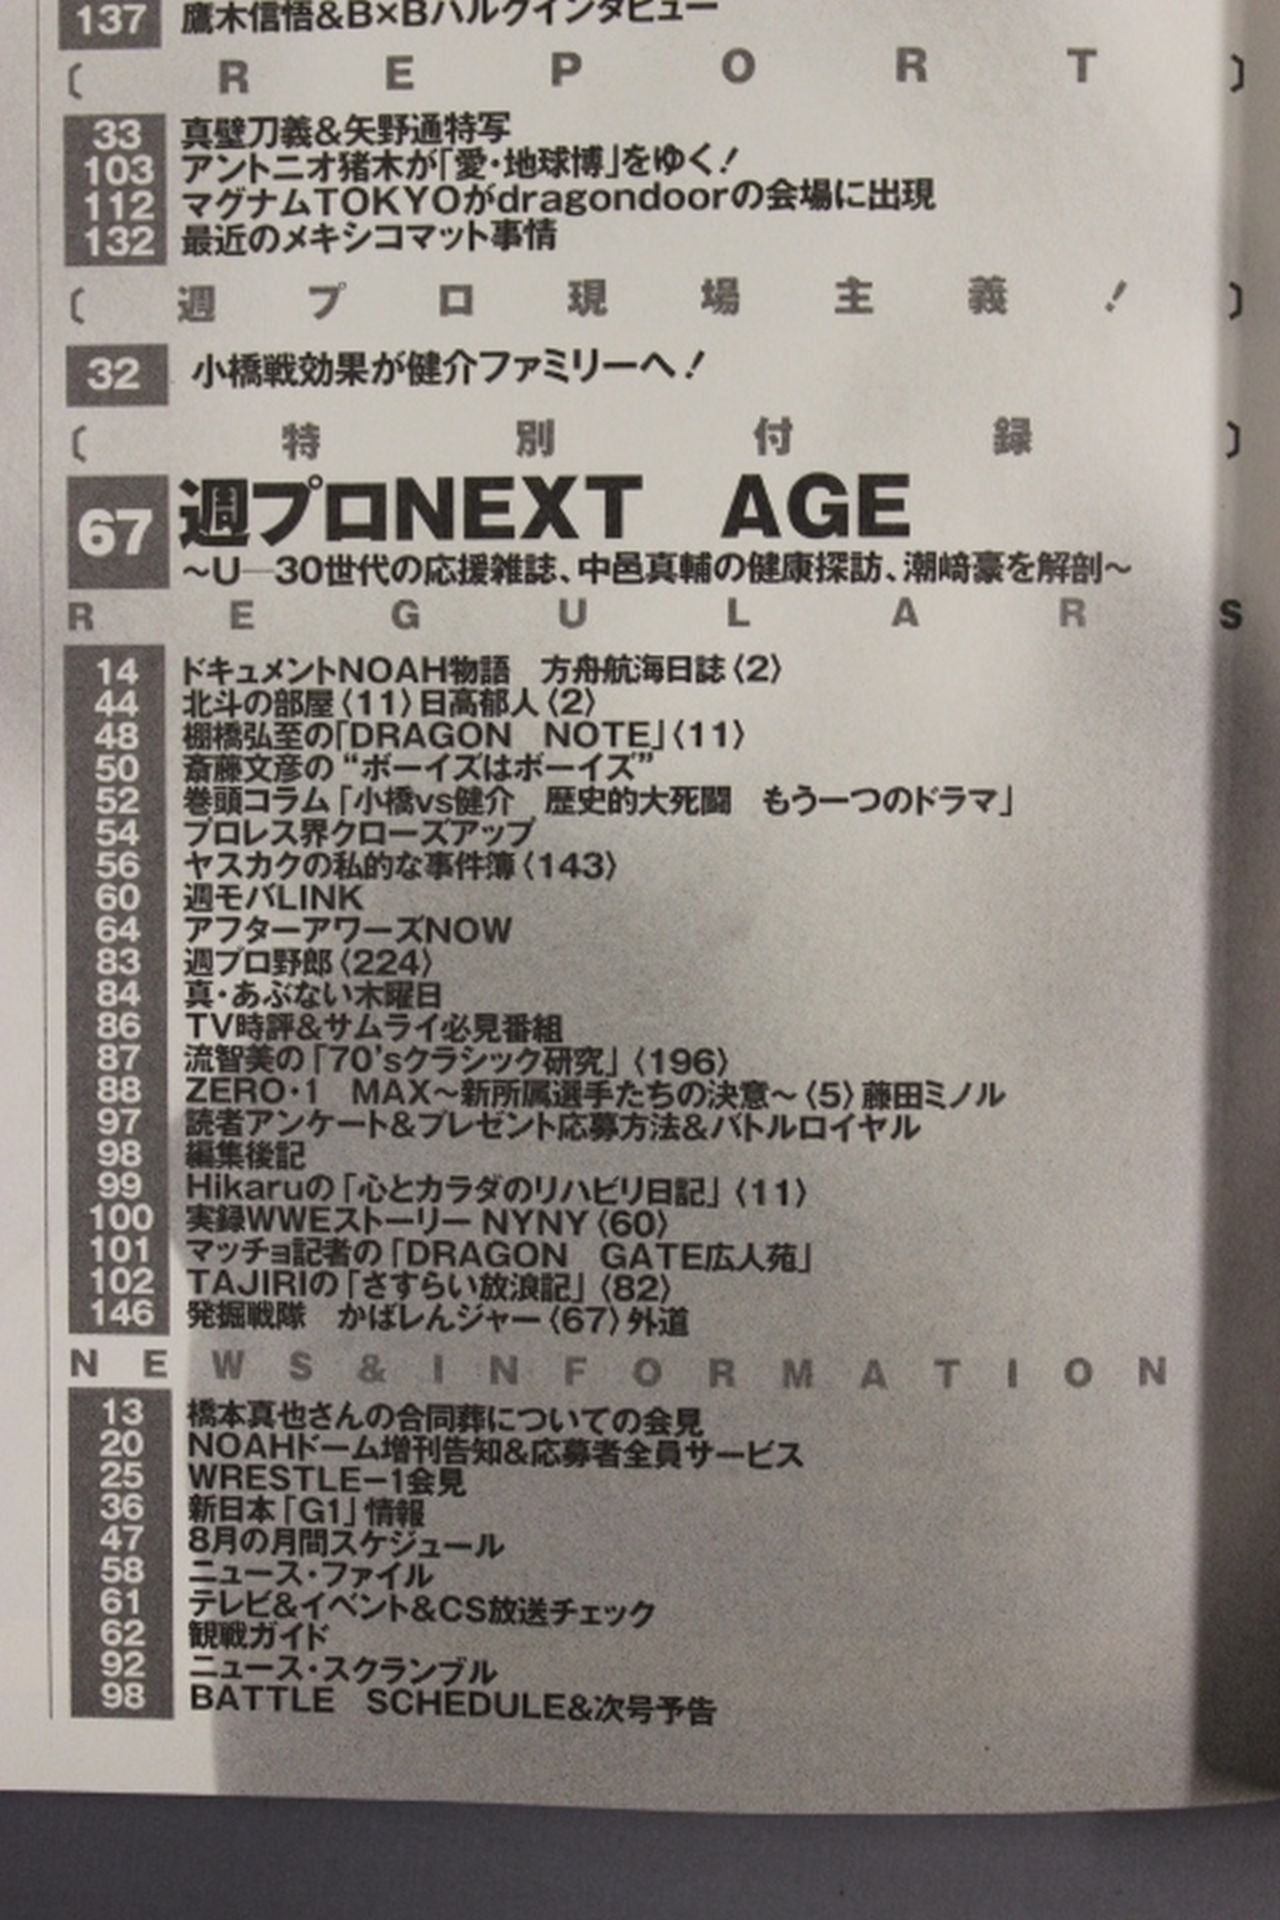 137 鷹木信悟&B×Bハルクインタビュー
〔REPORT〕
33 真壁刀義&矢野通特写
103 アントニオ猪木が「愛・地球博」をゆく!
112 マグナムTOKYOがdragondoorの会場に出現
132 最近のメキシコマット事情
〔週プロ現場主義!〕
32 小橋戦効果が健介ファミリーへ!
〔特別付録〕
67 週プロNEXT AGE
〜U―30世代の応援雑誌、中邑真輔の健康探訪、潮﨑豪を解剖〜
REGULARS
14 ドキュメントNOAH物語 方舟航海日誌〈2〉
44 北斗の部屋〈11〉日高郁人〈2〉
48 棚橋弘至の「DRAGON NOTE」〈11〉
50 斎藤文彦の“ボーイズはボーイズ”
52 巻頭コラム「小橋vs健介 歴史的大死闘 もう一つのドラマ」
54 プロレス界クローズアップ
56 ヤスカクの私的な事件簿〈143〉
60 週モバLINK
64 アフターアワーズNOW
83 週プロ野郎〈224〉
84 真・あぶない木曜日
86 TV時評&サムライ必見番組
87 流智美の「70'sクラシック研究」〈196〉
88 ZERO・1 MAX〜新所属選手たちの決意〜〈5〉藤田ミノル
97 読者アンケート&プレゼント応募方法&バトルロイヤル
98 編集後記
99 Hikaruの「心とカラダのリハビリ日記」〈11〉
100 実録WWEストーリー NYNY〈60〉
101 マッチョ記者の「DRAGON GATE広人苑」
102 TAJIRIの「さすらい放浪記」〈82〉
146 発掘戦隊 かばレんジャー〈67〉外道
NEWS&INFORMATION
13 橋本真也さんの合同葬についての会見
20 NOAHドーム増刊告知&応募者全員サービス
25 WRESTLE−1会見
36 新日本「G1」情報
47 8月の月間スケジュール
58 ニュース・ファイル
61 テレビ&イベント&CS放送チェック
62 観戦ガイド
92 ニュース・スクランブル
98 BATTLE SCHEDULE&次号予告